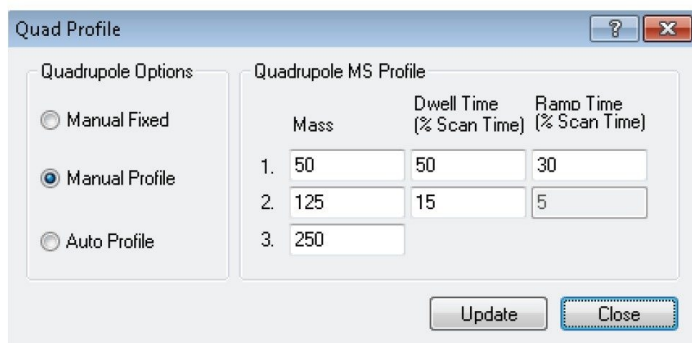 Quad Profile
Quadrupole Options
Manual Fixed
Manual Profile
Auto Profile
Quadrupole MS Profile
Mass
Dwell Time
(% Scan Time)
Ramp Time
(% Scan Time)
1. 50 50 30
2. 125 15 5
3. 250
Update
Close